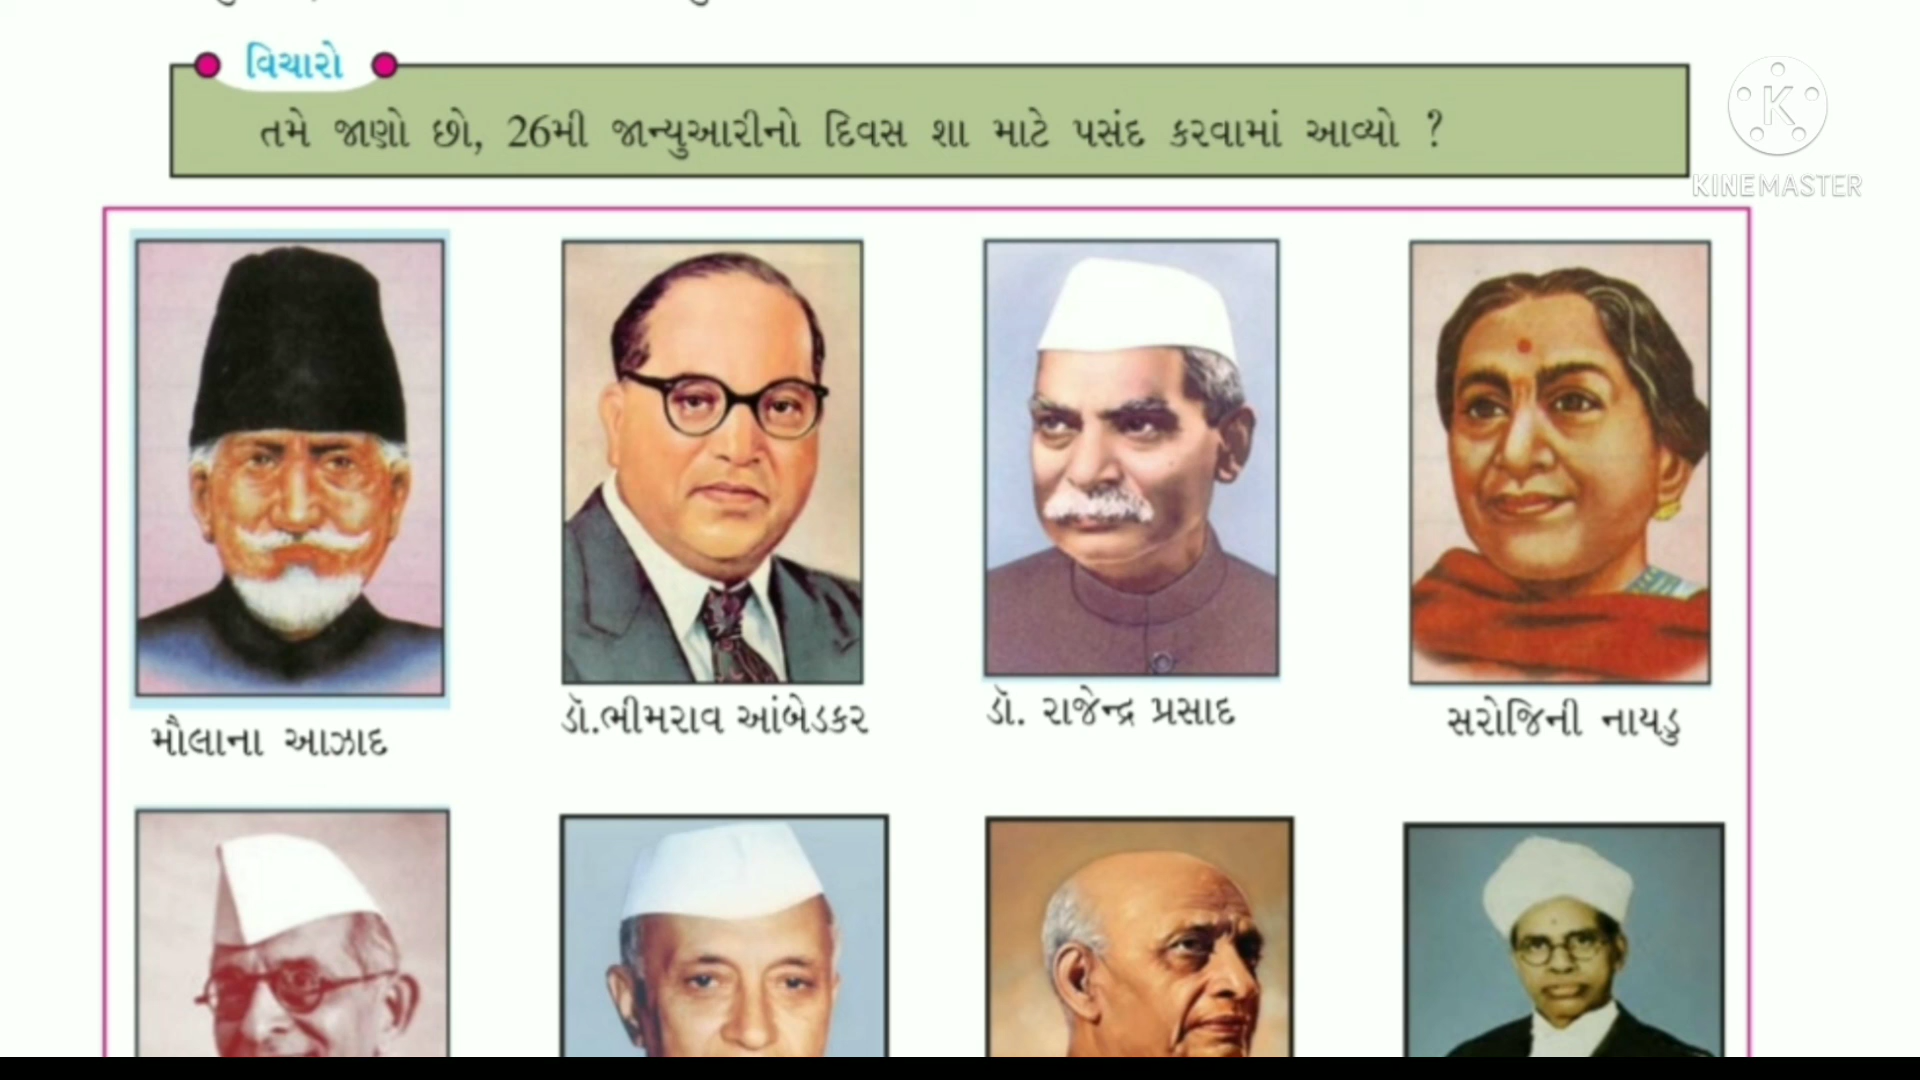 વિચારો
તમે જાણો છો, 26મી જાન્યુઆરીનો દિવસ શા માટે પસંદ કરવામાં આવ્યો ?
KINEMASTER
મૌલાના આઝાદ
ડૉ.ભીમરાવ આંબેડકર
ડૉ. રાજેન્દ્ર પ્રસાદ
સરોજિની નાયડુ